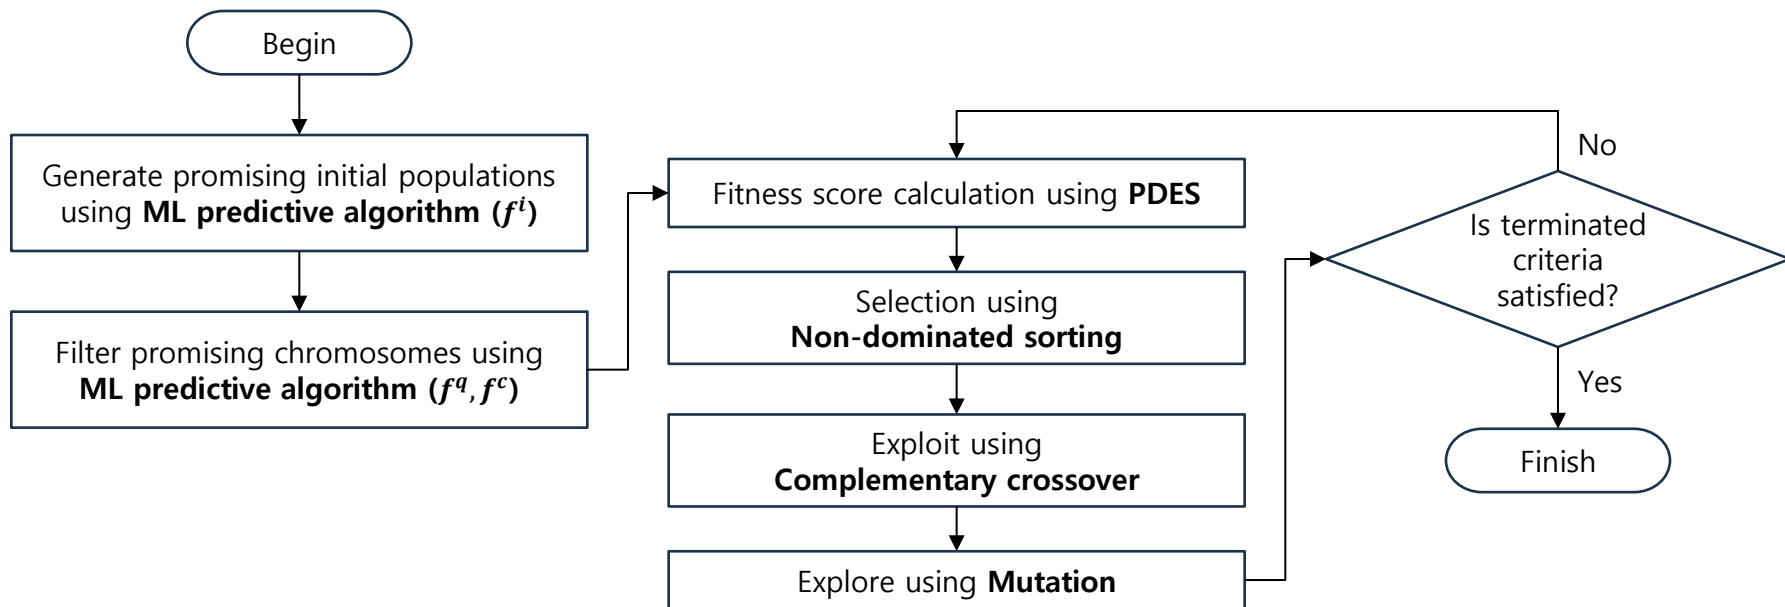 Begin
Generate promising initial populations
using ML predictive algorithm (fⁱ)
Filter promising chromosomes using
ML predictive algorithm (f^q, f^c)
Fitness score calculation using PDES
Selection using
Non-dominated sorting
Exploit using
Complementary crossover
Explore using Mutation
No
Is terminated
criteria
satisfied?
Yes
Finish